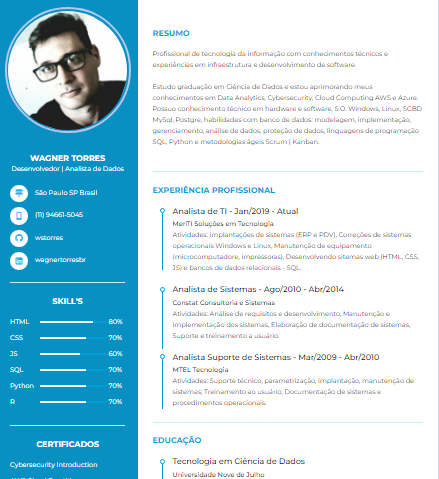 WAGNER TORRES
Desenvolvedor | Analista de Dados
São Paulo SP Brasil
(11) 94661-5045
wstorres
wagnertorresbr
SKILL'S
HTML 80%
CSS 70%
JS 60%
SQL 70%
Python 70%
R 70%
CERTIFICADOS
Cybersecurity Introduction
RESUMO
Profissional de tecnologia da informação com conhecimentos técnicos e
experiências em infraestrutura e desenvolvimento de software.
Estudo graduação em Ciência de Dados e estou aprimorando meus
conhecimentos em Data Analytics, Cybersecurity, Cloud Computing AWS e Azure.
Possuo conhecimento técnico em hardware e software, S.O. Windows, Linux, SGBD
MySql, Postgre, habilidades com banco de dados: modelagem, implementação,
gerenciamento, análise de dados, proteção de dados, linguagens de programação
SQL, Python e metodologias ágeis Scrum | Kanban.
EXPERIÊNCIA PROFISSIONAL
Analista de TI - Jan/2019 - Atual
MeriTI Soluções em Tecnologia
Atividades: implantações de sistemas (ERP e PDV), Correções de sistemas
operacionais Windows e Linux, Manutenção de equipamento
(microcomputadore, impressoras), Desenvolvendo sitemas web (HTML, CSS,
JS) e bancos de dados relacionais - SQL.
Analista de Sistemas - Ago/2010 - Abr/2014
Constat Consultoria e Sistemas
Atividades: Análise de requisitos e desenvolvimento, Manutenção e
implementação dos sistemas, Elaboração de documentação de sistemas,
Suporte e treinamento a usuário.
Analista Suporte de Sistemas - Mar/2009 - Abr/2010
MTEL Tecnologia
Atividades: Suporte técnico, parametrização, implantação, manutenção de
sistemas; Treinamento ao usuário; Documentação de sistemas e
procedimentos operacionais.
EDUCAÇÃO
Tecnologia em Ciência de Dados
Universidade Nove de Julho